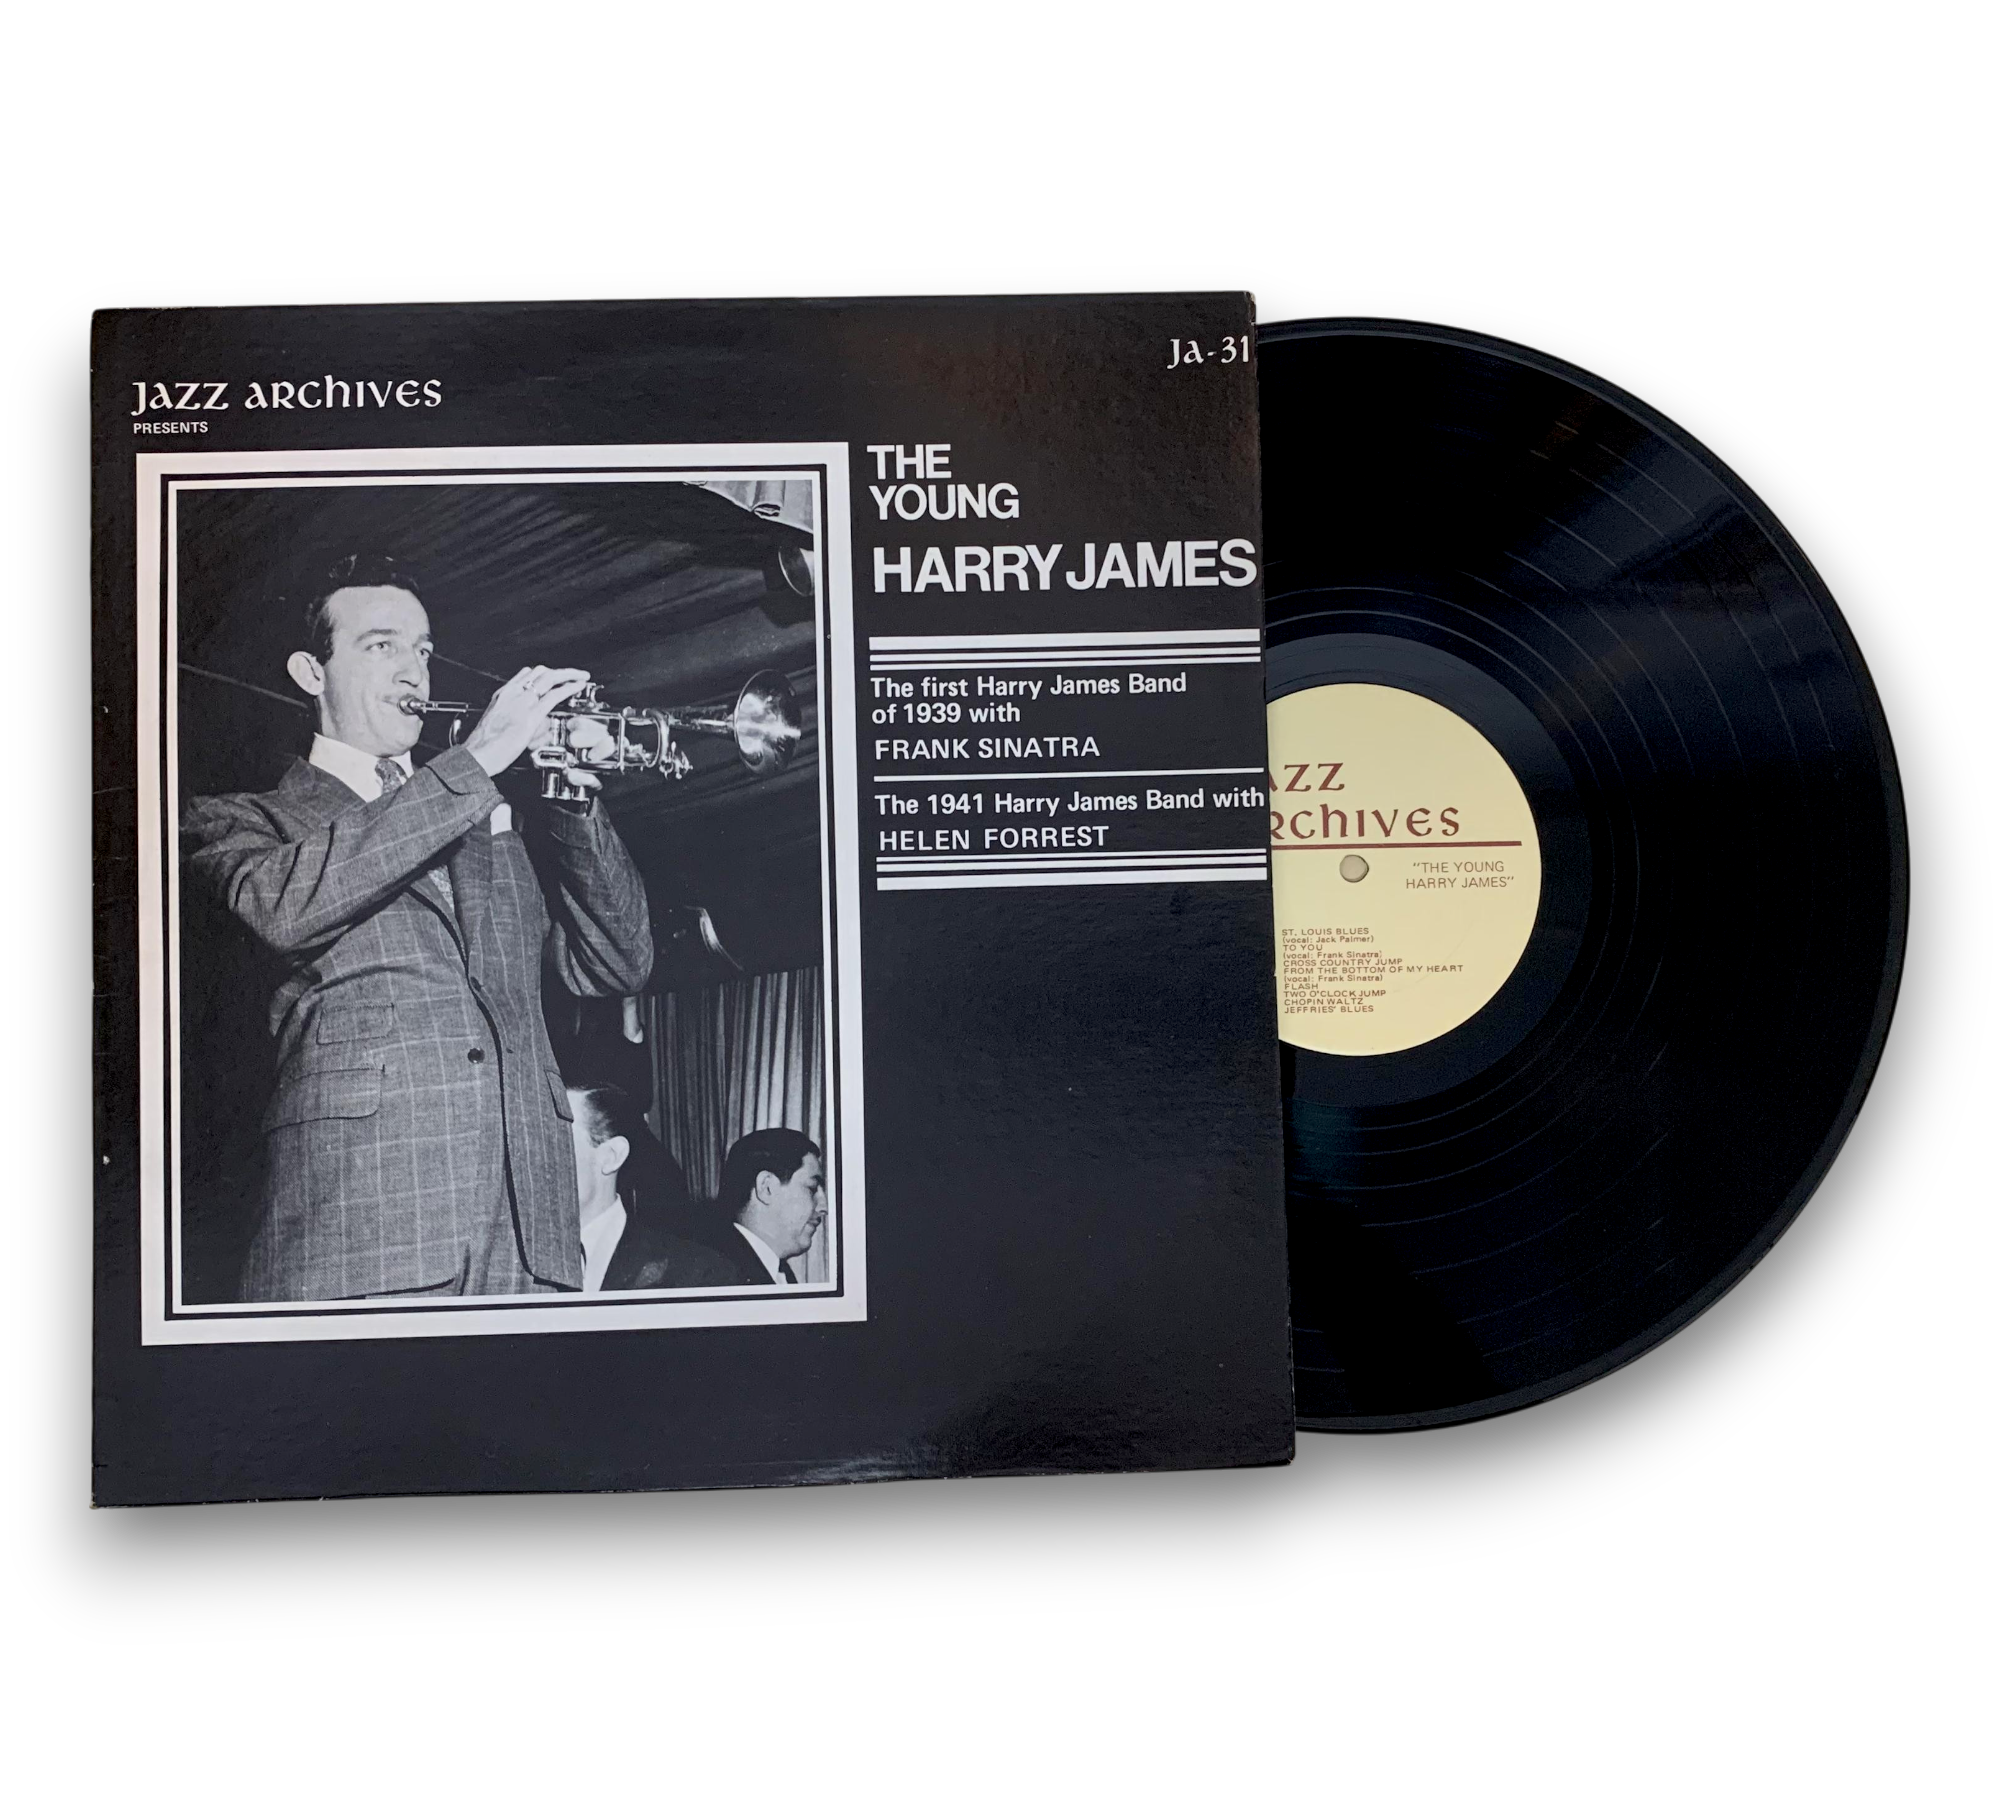 JA-31
JAZZ ARCHIVES
PRESENTS
THE
YOUNG
HARRY JAMES
The first Harry James Band
of 1939 with
FRANK SINATRA
The 1941 Harry James Band with
HELEN FORREST
AZZ
RCHIVES
"THE YOUNG
HARRY JAMES"
ST. LOUIS BLUES
(vocal: Jack Palmer)
TO YOU
(vocal: Frank Sinatra)
CROSS COUNTRY JUMP
FROM THE BOTTOM OF MY HEART
(vocal: Frank Sinatra)
FLASH
TWO O'CLOCK JUMP
CHOPIN WALTZ
JEFFRIES' BLUES